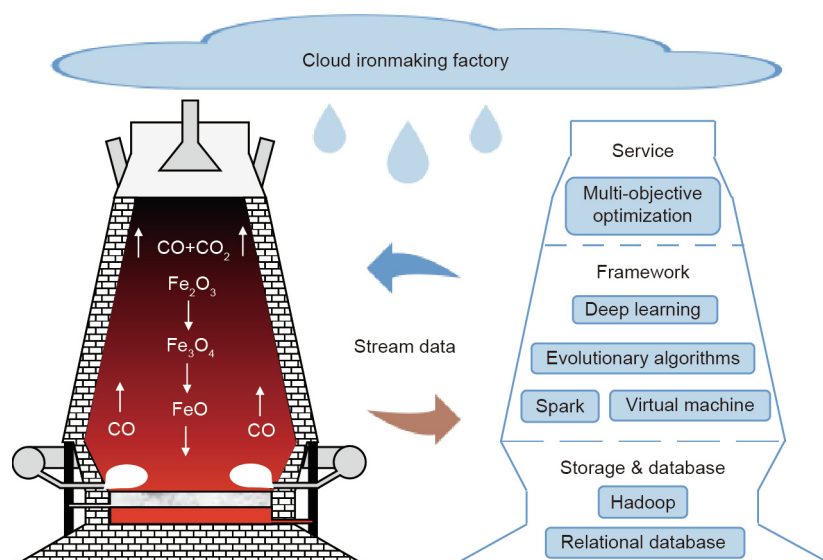 Cloud ironmaking factory
CO+CO₂
Fe₂O₃
Fe₃O₄
FeO
CO
CO
Stream data
Service
Multi-objective
optimization
Framework
Deep learning
Evolutionary algorithms
Spark
Virtual machine
Storage & database
Hadoop
Relational database